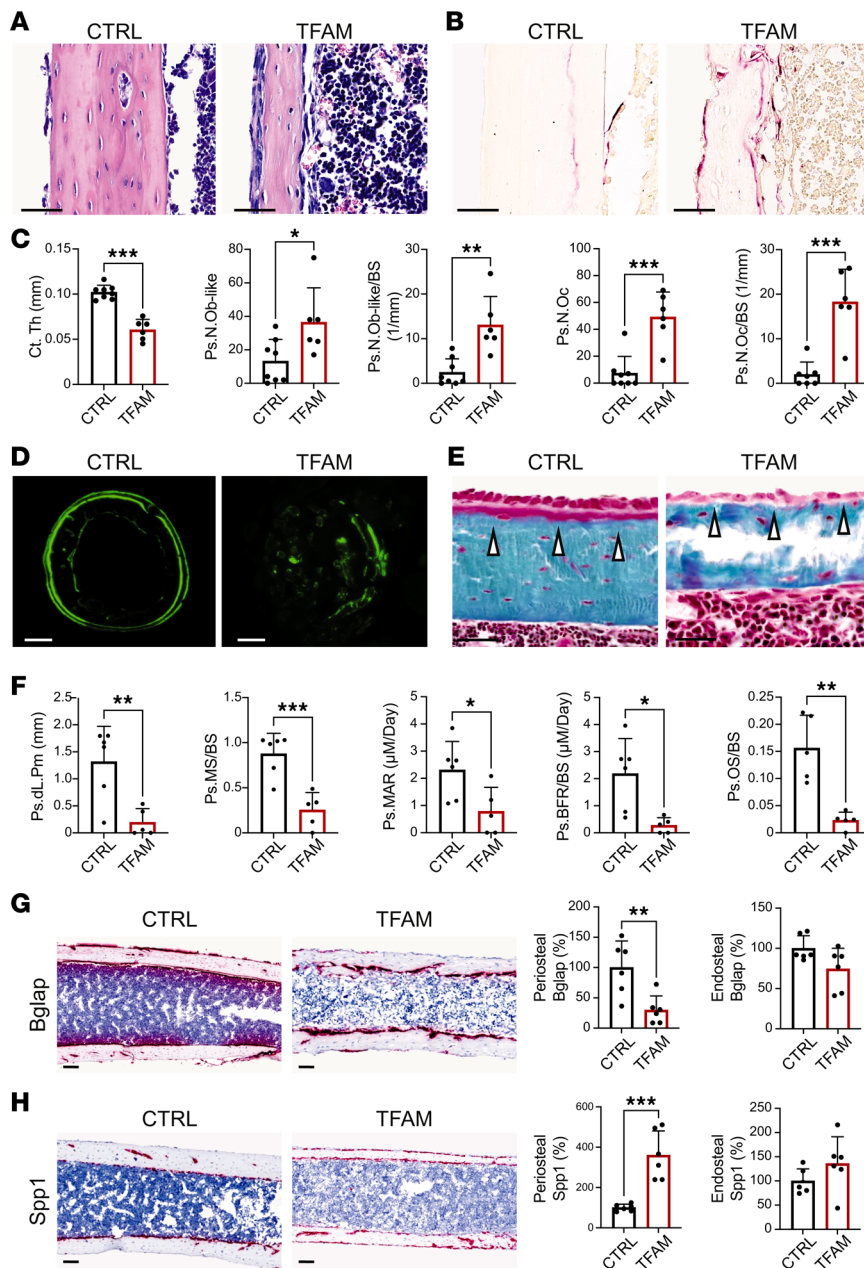 A
CTRL
TFAM
B
CTRL
TFAM
C
Ct. Th (mm)
0.15
0.10
0.05
0.00
***
CTRL
TFAM
Ps.N.Ob-like
80
60
40
20
0
*
CTRL
TFAM
Ps.N.Ob-like/BS
(1/mm)
30
20
10
0
**
CTRL
TFAM
Ps.N.Oc
100
80
60
40
20
0
***
CTRL
TFAM
Ps.N.Oc/BS (1/mm)
30
20
10
0
***
CTRL
TFAM
D
CTRL
TFAM
E
CTRL
TFAM
F
Ps.dL.Pm (mm)
2.5
2.0
1.5
1.0
0.5
0.0
**
CTRL
TFAM
Ps.MS/BS
1.5
1.0
0.5
0.0
***
CTRL
TFAM
Ps.MAR (μM/Day)
5
4
3
2
1
0
*
CTRL
TFAM
Ps.BFR/BS (μM/Day)
5
4
3
2
1
0
*
CTRL
TFAM
Ps.OS/BS
0.25
0.20
0.15
0.10
0.05
0.00
**
CTRL
TFAM
G
CTRL
TFAM
Bglap
Periosteal
Bglap (%)
200
150
100
50
0
**
CTRL
TFAM
Endosteal
Bglap (%)
150
100
50
0
CTRL
TFAM
H
CTRL
TFAM
Spp1
Periosteal
Spp1 (%)
600
400
200
0
***
CTRL
TFAM
Endosteal
Spp1 (%)
250
200
150
100
50
0
CTRL
TFAM